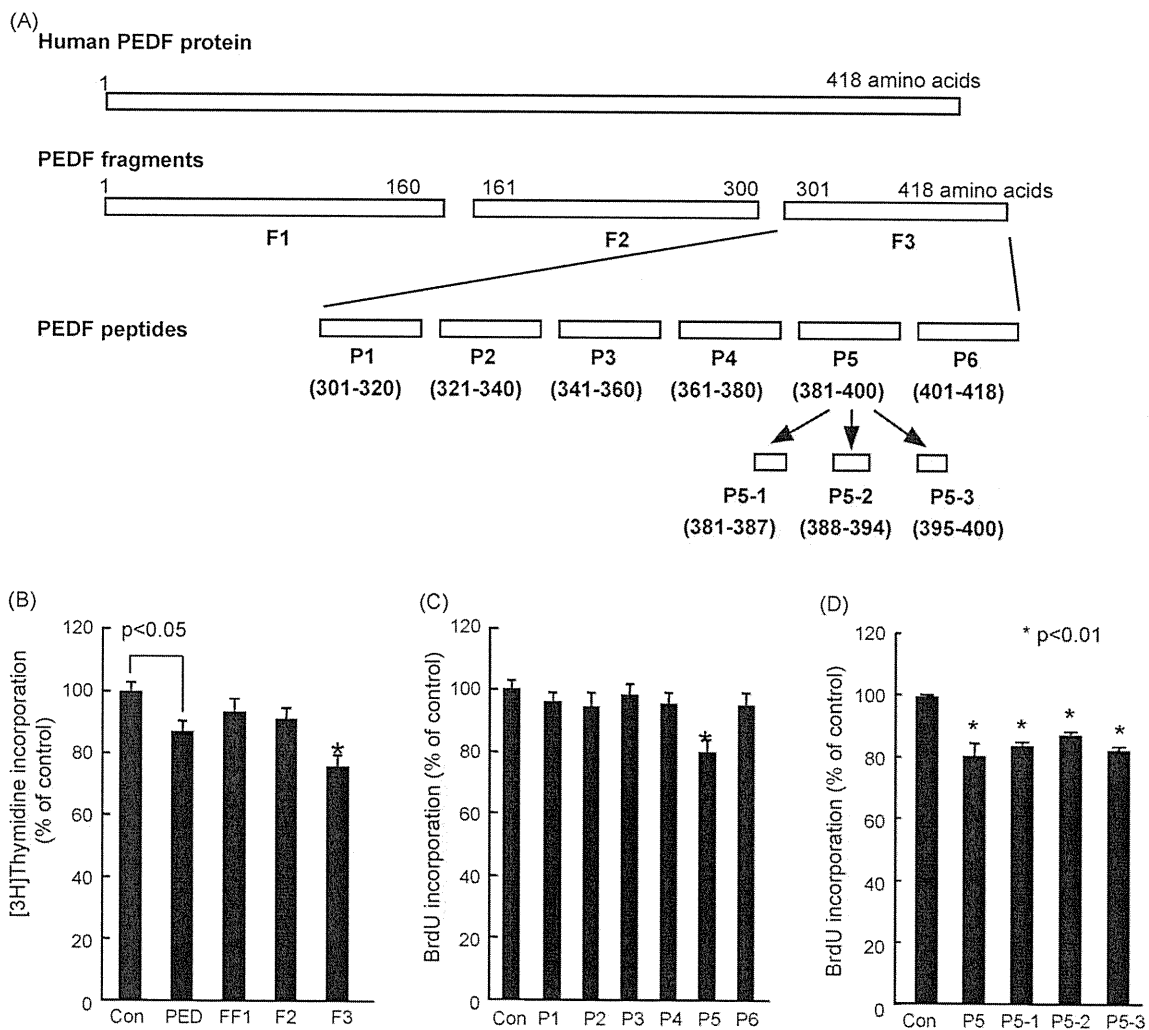 (A)
Human PEDF protein
1 418 amino acids
PEDF fragments
1 160 161 300 301 418 amino acids
F1 F2 F3
PEDF peptides
P1 P2 P3 P4 P5 P6
(301-320) (321-340) (341-360) (361-380) (381-400) (401-418)
P5-1 P5-2 P5-3
(381-387) (388-394) (395-400)
(B)
[3H]Thymidine incorporation
(% of control)
120
100
80
60
40
20
0
p<0.05
*
Con PED FF1 F2 F3
(C)
BrdU incorporation (% of control)
120
100
80
60
40
20
0
*
Con P1 P2 P3 P4 P5 P6
(D)
BrdU incorporation (% of control)
120
100
80
60
40
20
0
* p<0.01
* * * *
Con P5 P5-1 P5-2 P5-3